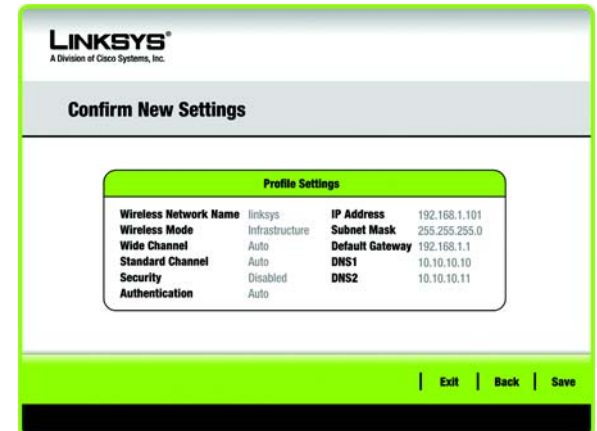 LINKSYS®
A Division of Cisco Systems, Inc.
Confirm New Settings
Profile Settings
Wireless Network Name linksys IP Address 192.168.1.101
Wireless Mode Infrastructure Subnet Mask 255.255.255.0
Wide Channel Auto Default Gateway 192.168.1.1
Standard Channel Auto DNS1 10.10.10.10
Security Disabled DNS2 10.10.10.11
Authentication Auto
Exit Back Save